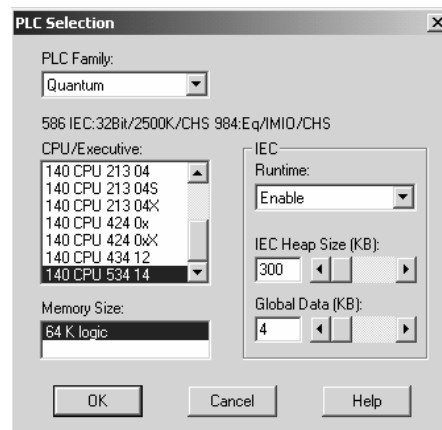 PLC Selection
PLC Family:
Quantum
586 IEC:32Bit/2500K/CHS 984:Eq/IMIO/CHS
CPU/Executive:
140 CPU 213 04
140 CPU 213 04S
140 CPU 213 04X
140 CPU 424 0x
140 CPU 424 0xX
140 CPU 434 12
140 CPU 534 14
Memory Size:
64 K logic
IEC
Runtime:
Enable
IEC Heap Size (KB):
300
Global Data (KB):
4
OK
Cancel
Help